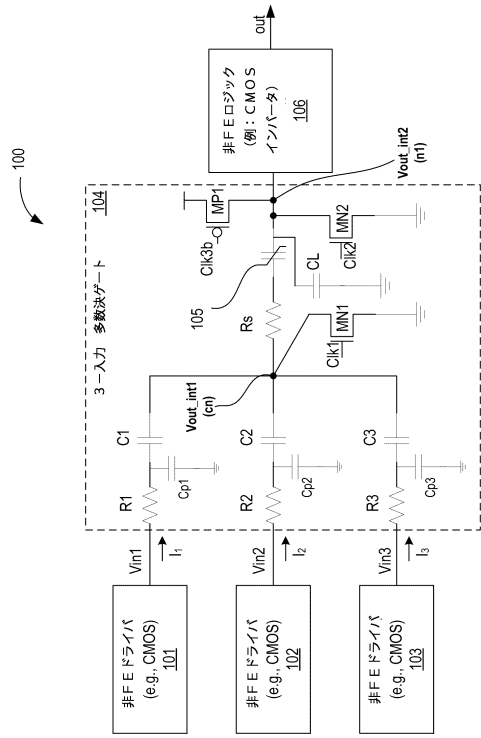 100
104
3-入力 多数決ゲート
非FEドライバ
(e.g., CMOS)
101
Vin1
I1
R1
Cp1
C1
非FEドライバ
(e.g., CMOS)
102
Vin2
I2
R2
Cp2
C2
非FEドライバ
(e.g., CMOS)
103
Vin3
I3
R3
Cp3
C3
Vout_int1
(cn)
Clk1
MN1
Rs
105
CL
Clk3b
MP1
Clk2
MN2
Vout_int2
(n1)
非FEロジック
(例:CMOS
インバータ)
106
out